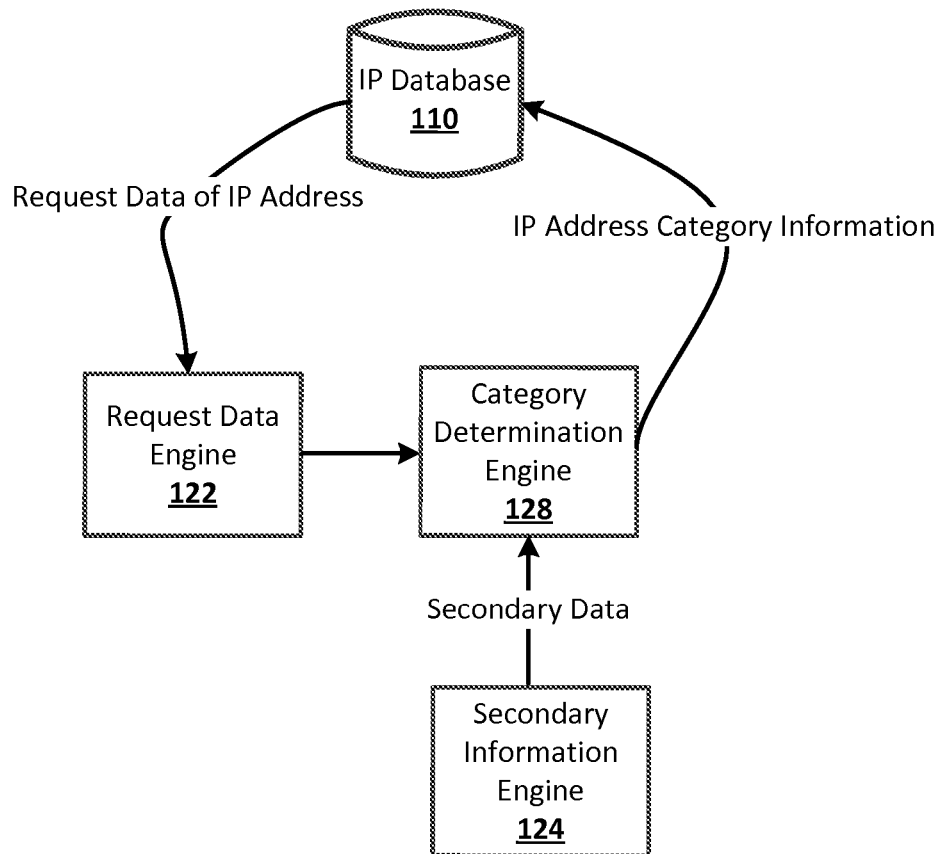 IP Database
110
Request Data of IP Address
IP Address Category Information
Request Data
Engine
122
Category
Determination
Engine
128
Secondary Data
Secondary
Information
Engine
124